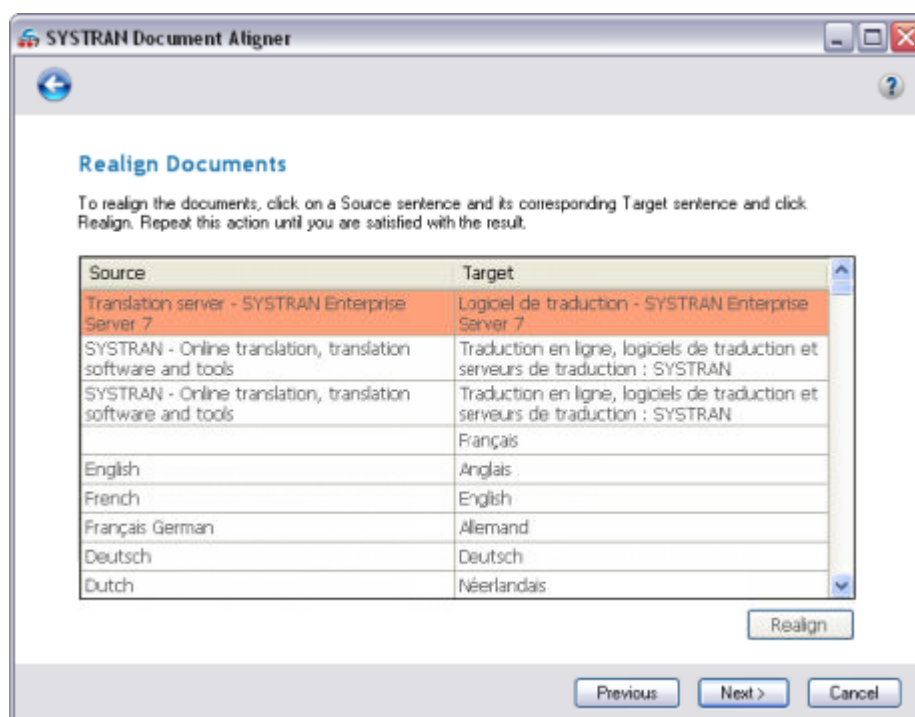 SYSTRAN Document Aligner
Realign Documents
To realign the documents, click on a Source sentence and its corresponding Target sentence and click
Realign. Repeat this action until you are satisfied with the result.
Source Target
Translation server - SYSTRAN Enterprise Server 7 Logiciel de traduction - SYSTRAN Enterprise Server 7
SYSTRAN - Online translation, translation software and tools Traduction en ligne, logiciels de traduction et serveurs de traduction : SYSTRAN
SYSTRAN - Online translation, translation software and tools Traduction en ligne, logiciels de traduction et serveurs de traduction : SYSTRAN
Français
English Anglais
French English
Français German Allemand
Deutsch Deutsch
Dutch Néerlandais
Realign
Previous Next > Cancel